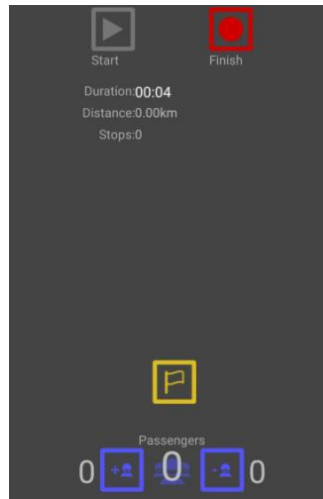 Start Finish
Duration:00:04
Distance:0.00km
Stops:0
Passengers
0 + 0 - 0